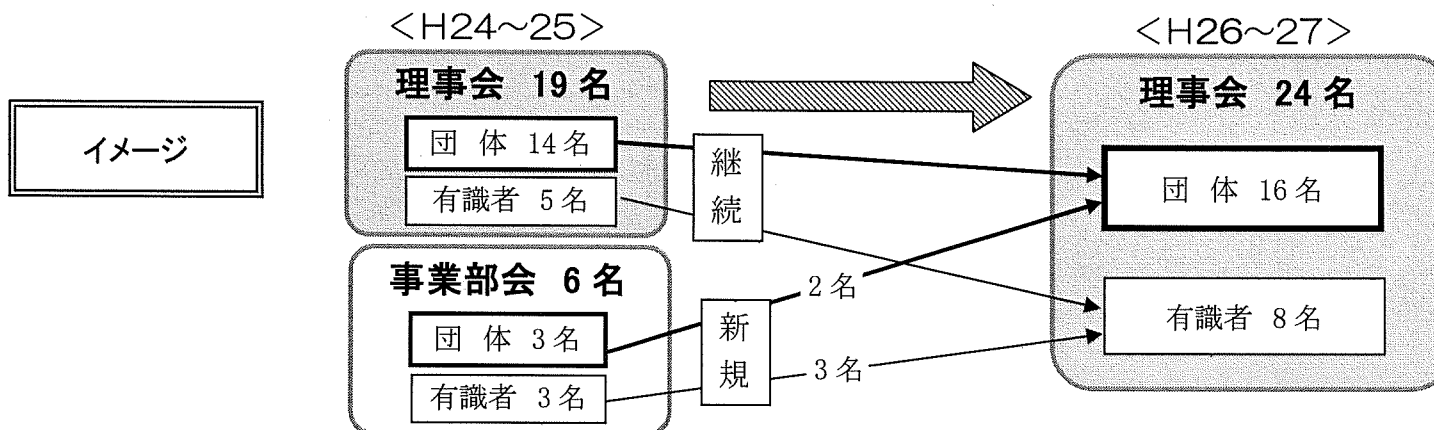 <H24～25>
<H26～27>
イメージ
理事会 19名
団 体 14名
有識者 5名
事業部会 6名
団 体 3名
有識者 3名
継続
新規
2名
3名
理事会 24名
団 体 16名
有識者 8名